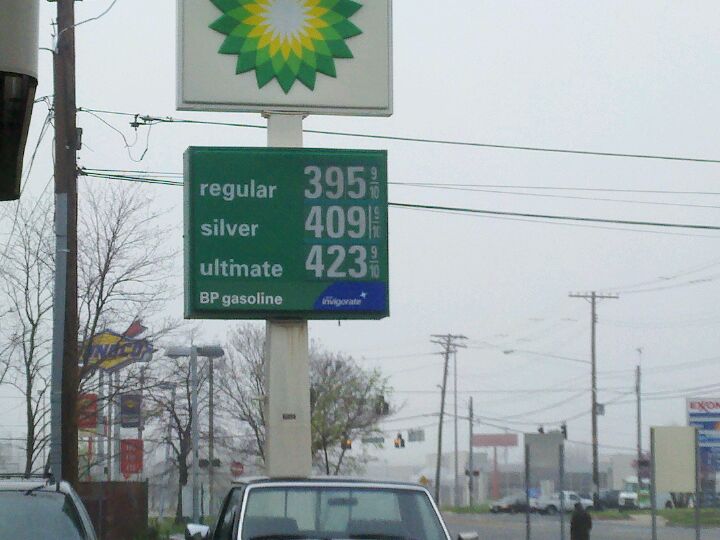 regular 395 9/10
silver 409 9/10
ultimate 423 9/10
BP gasoline invigorate
SUNOCO
EXXON